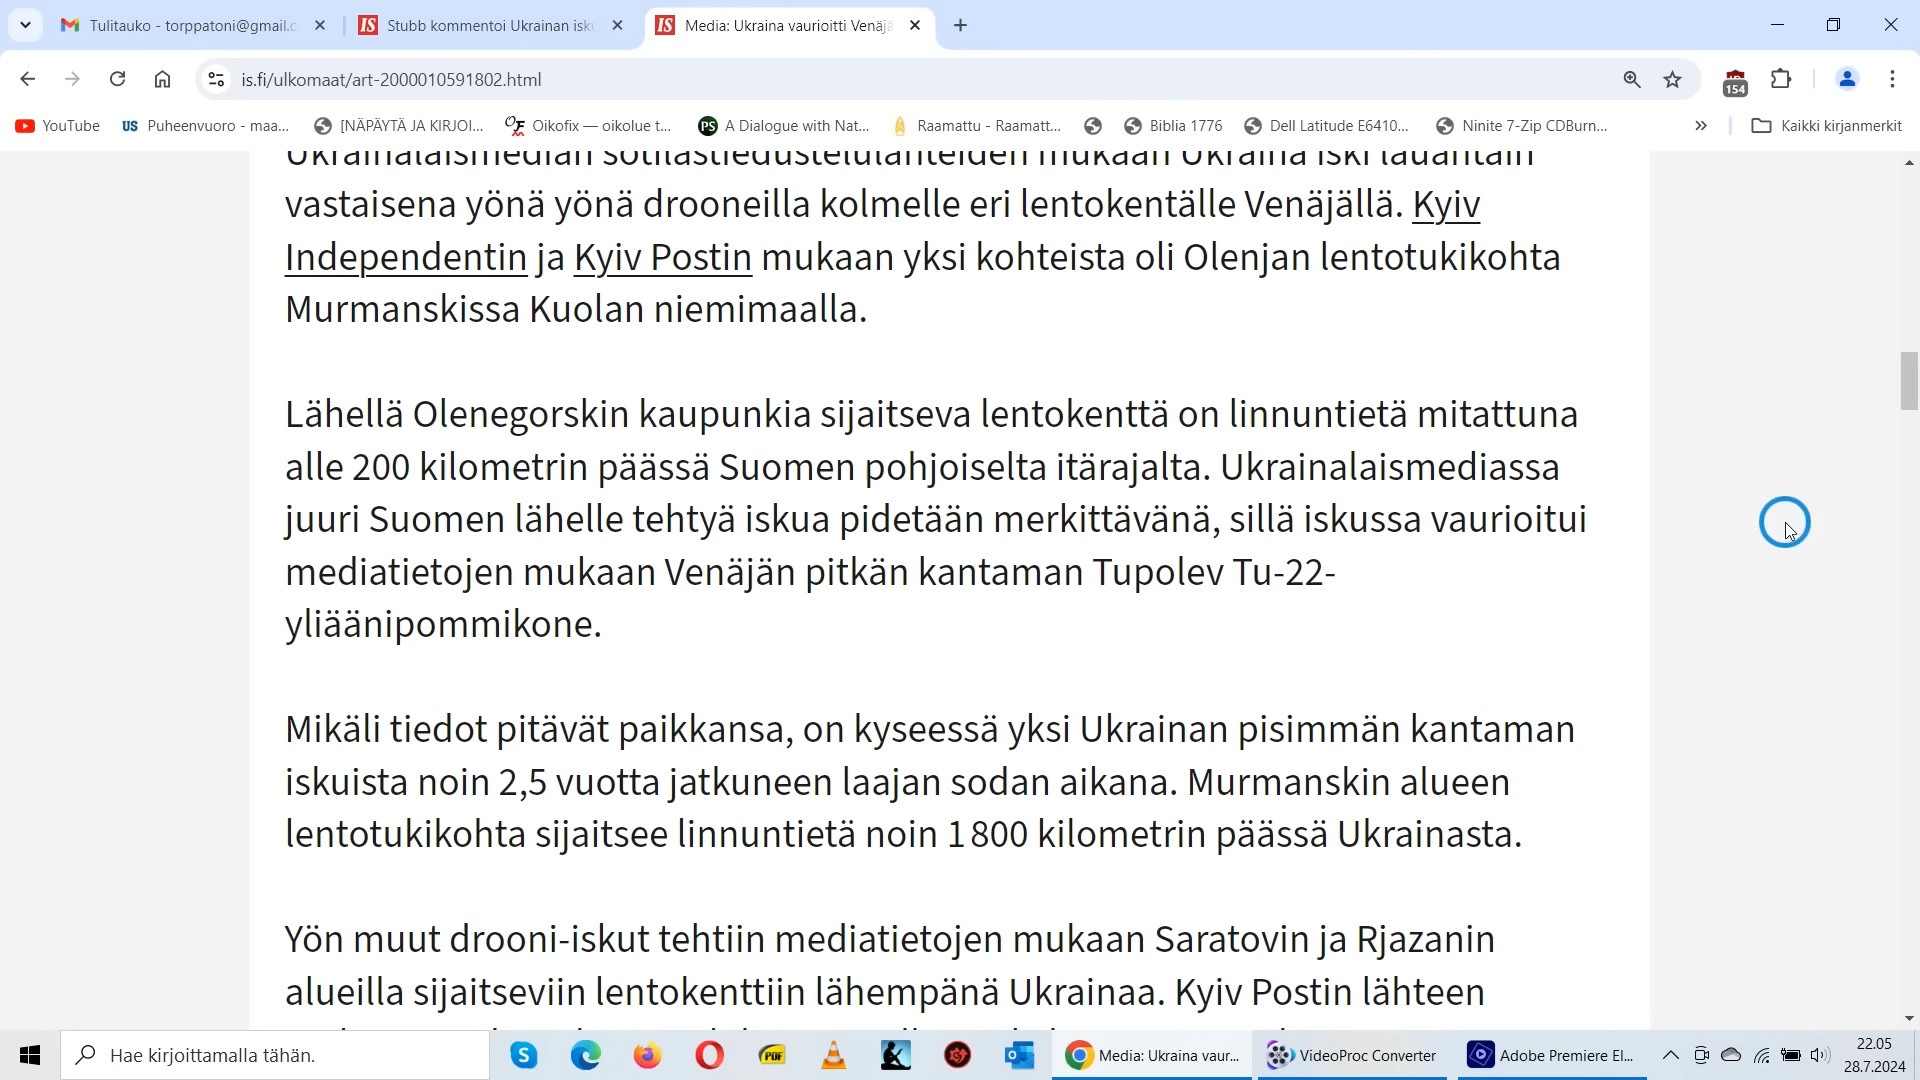 Tulitauko - torppatoni@gmail.c
IS Stubb kommentoi Ukrainan isku
IS Media: Ukraina vaurioitti Venäjä
is.fi/ulkomaat/art-2000010591802.html
154
YouTube
US Puheenvuoro - maa...
[NÄPÄYTÄ JA KIRJOI...
Oikofix — oikolue t...
PS A Dialogue with Nat...
Raamattu - Raamatt...
Biblia 1776
Dell Latitude E6410...
Ninite 7-Zip CDBurn...
Kaikki kirjanmerkit
Ukrainalaismedian sotilastiedustelulähteiden mukaan Ukraina iski lauantain
vastaisena yönä yönä drooneilla kolmelle eri lentokentälle Venäjällä. Kyiv
Independentin ja Kyiv Postin mukaan yksi kohteista oli Olenjan lentotukikohta
Murmanskissa Kuolan niemimaalla.
Lähellä Olenegorskin kaupunkia sijaitseva lentokenttä on linnuntietä mitattuna
alle 200 kilometrin päässä Suomen pohjoiselta itärajalta. Ukrainalaismediassa
juuri Suomen lähelle tehtyä iskua pidetään merkittävänä, sillä iskussa vaurioitui
mediatietojen mukaan Venäjän pitkän kantaman Tupolev Tu-22-
yliäänipommikone.
Mikäli tiedot pitävät paikkansa, on kyseessä yksi Ukrainan pisimmän kantaman
iskuista noin 2,5 vuotta jatkuneen laajan sodan aikana. Murmanskin alueen
lentotukikohta sijaitsee linnuntietä noin 1 800 kilometrin päässä Ukrainasta.
Yön muut drooni-iskut tehtiin mediatietojen mukaan Saratovin ja Rjazanin
alueilla sijaitseviin lentokenttiin lähempänä Ukrainaa. Kyiv Postin lähteen
Hae kirjoittamalla tähän.
PDF
Media: Ukraina vaur...
VideoProc Converter
Adobe Premiere El...
22.05
28.7.2024